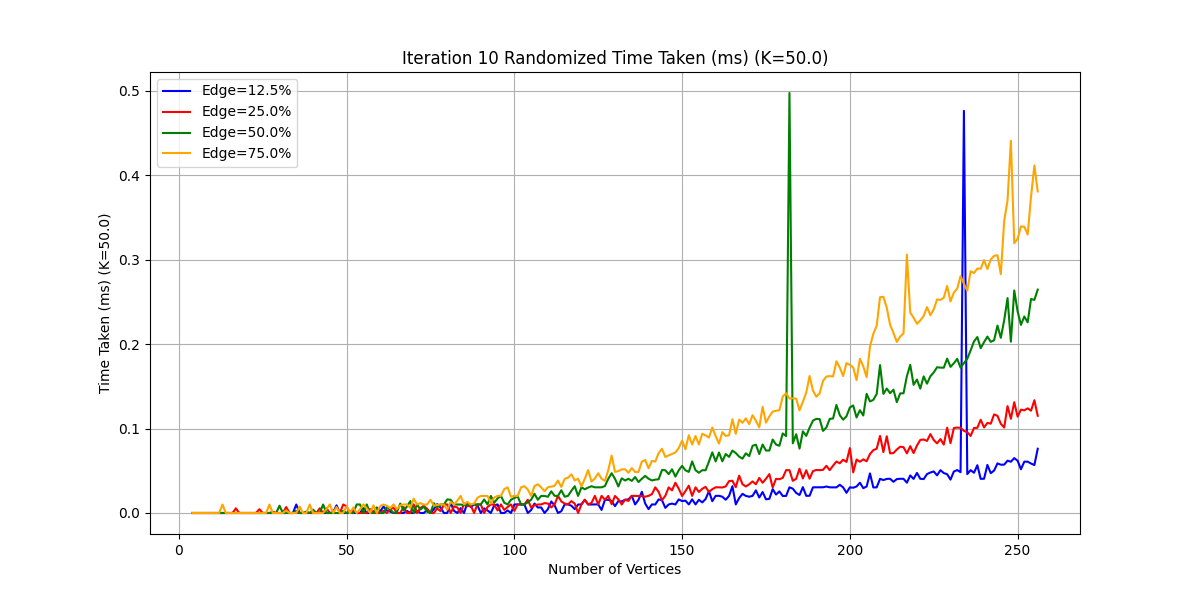 Iteration 10 Randomized Time Taken (ms) (K=50.0)
Edge=12.5%
Edge=25.0%
Edge=50.0%
Edge=75.0%
Time Taken (ms) (K=50.0)
0.5
0.4
0.3
0.2
0.1
0.0
0 50 100 150 200 250
Number of Vertices